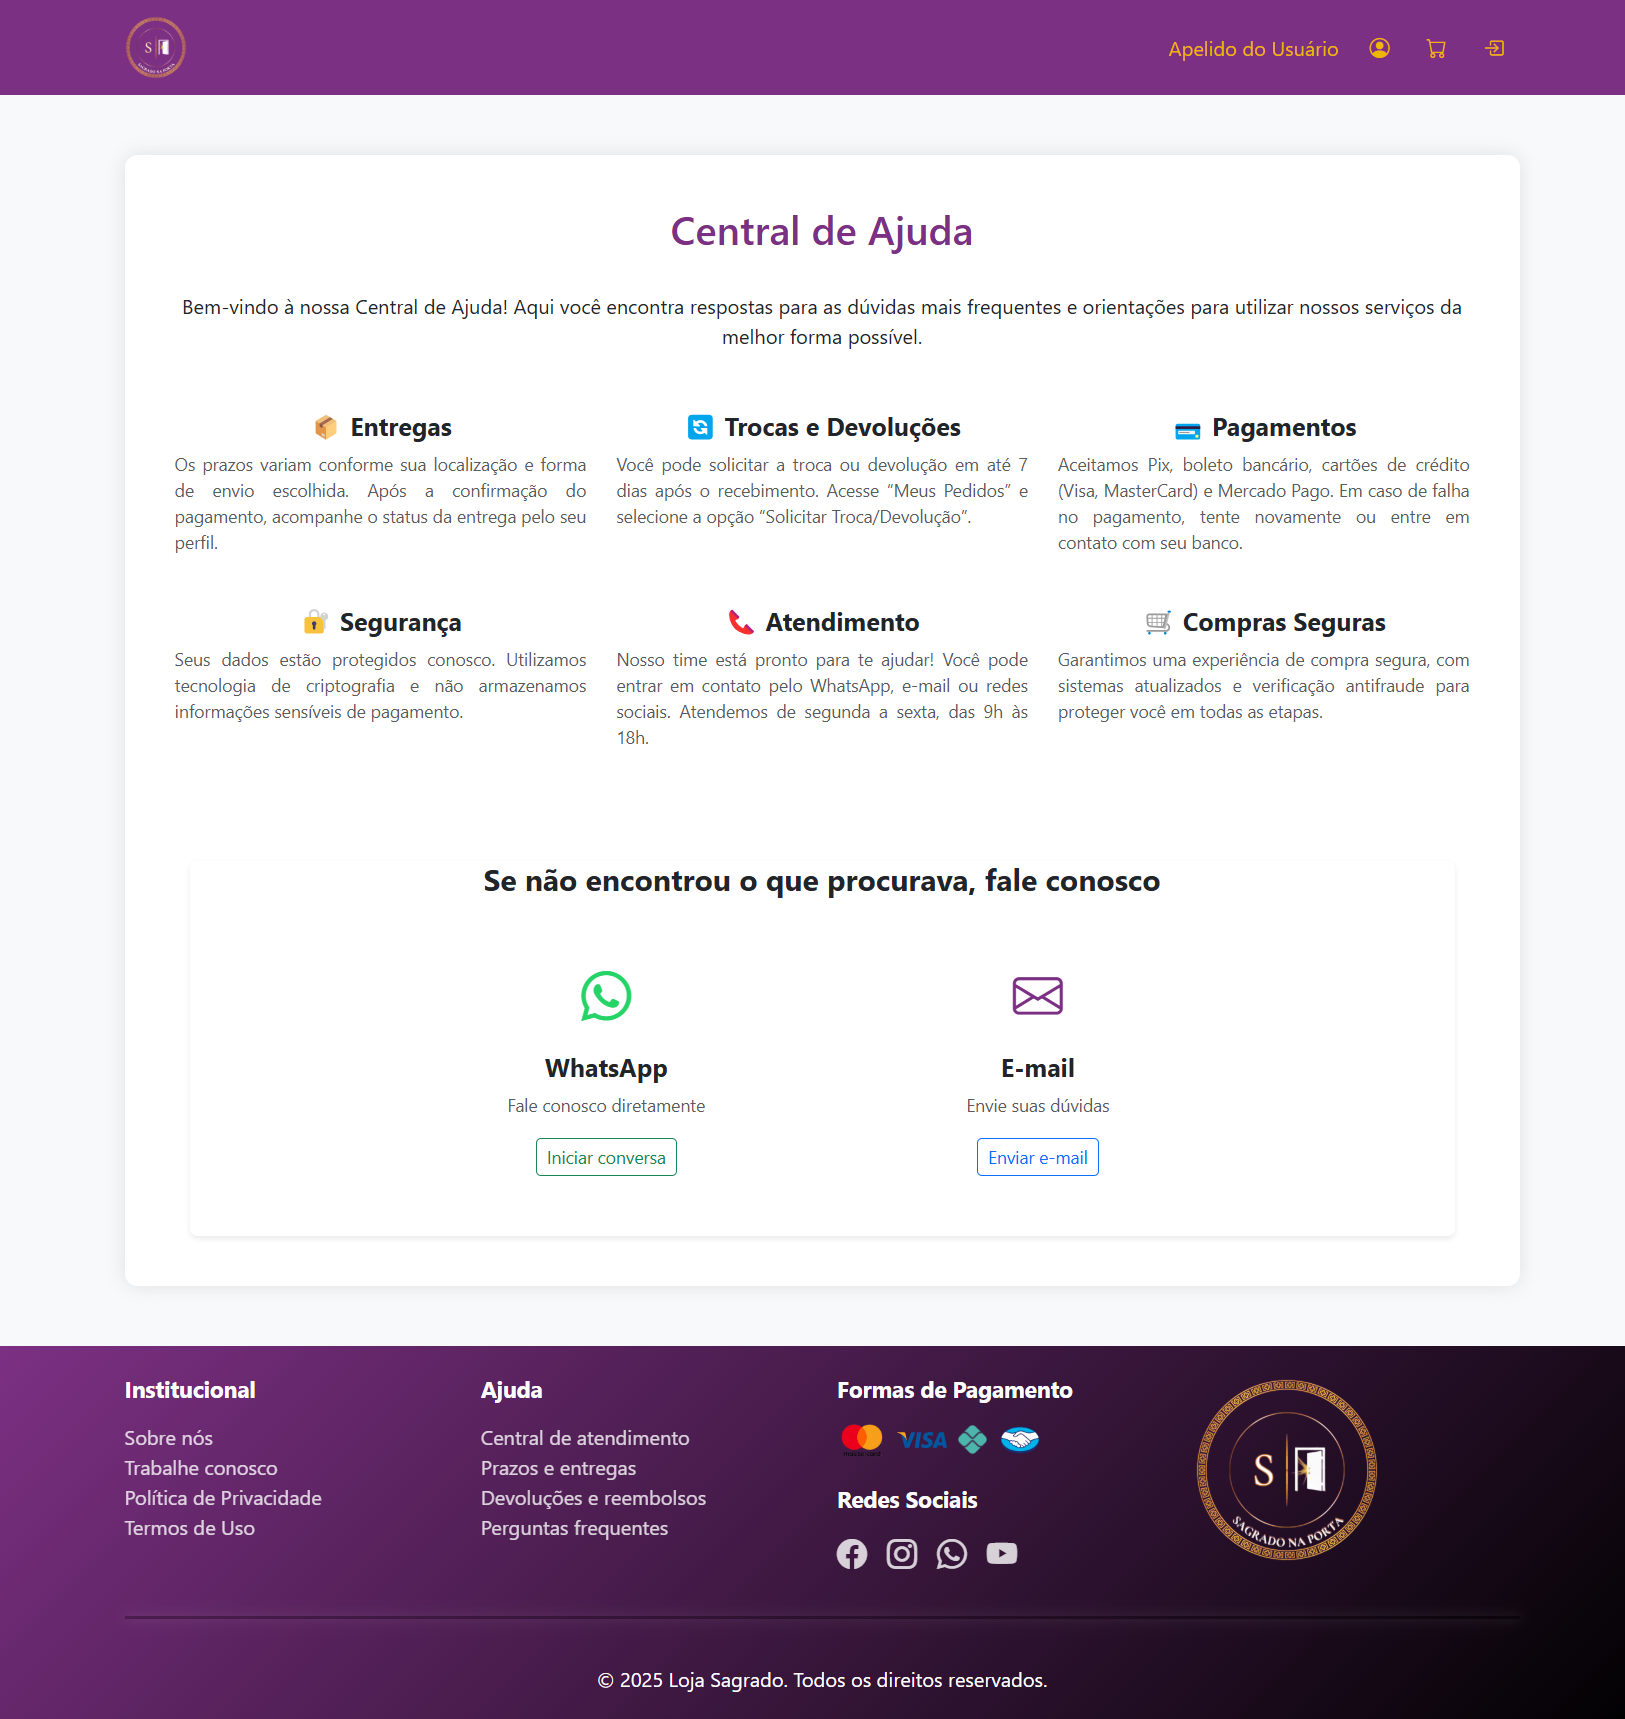 S
SAGRADO NA PORTA
Apelido do Usuário
Central de Ajuda
Bem-vindo à nossa Central de Ajuda! Aqui você encontra respostas para as dúvidas mais frequentes e orientações para utilizar nossos serviços da
melhor forma possível.
Entregas
Os prazos variam conforme sua localização e forma
de envio escolhida. Após a confirmação do
pagamento, acompanhe o status da entrega pelo seu
perfil.
Trocas e Devoluções
Você pode solicitar a troca ou devolução em até 7
dias após o recebimento. Acesse “Meus Pedidos” e
selecione a opção “Solicitar Troca/Devolução”.
Pagamentos
Aceitamos Pix, boleto bancário, cartões de crédito
(Visa, MasterCard) e Mercado Pago. Em caso de falha
no pagamento, tente novamente ou entre em
contato com seu banco.
Segurança
Seus dados estão protegidos conosco. Utilizamos
tecnologia de criptografia e não armazenamos
informações sensíveis de pagamento.
Atendimento
Nosso time está pronto para te ajudar! Você pode
entrar em contato pelo WhatsApp, e-mail ou redes
sociais. Atendemos de segunda a sexta, das 9h às
18h.
Compras Seguras
Garantimos uma experiência de compra segura, com
sistemas atualizados e verificação antifraude para
proteger você em todas as etapas.
Se não encontrou o que procurava, fale conosco
WhatsApp
Fale conosco diretamente
Iniciar conversa
E-mail
Envie suas dúvidas
Enviar e-mail
Institucional
Sobre nós
Trabalhe conosco
Política de Privacidade
Termos de Uso
Ajuda
Central de atendimento
Prazos e entregas
Devoluções e reembolsos
Perguntas frequentes
Formas de Pagamento
mastercard
VISA
Redes Sociais
S
SAGRADO NA PORTA
© 2025 Loja Sagrado. Todos os direitos reservados.